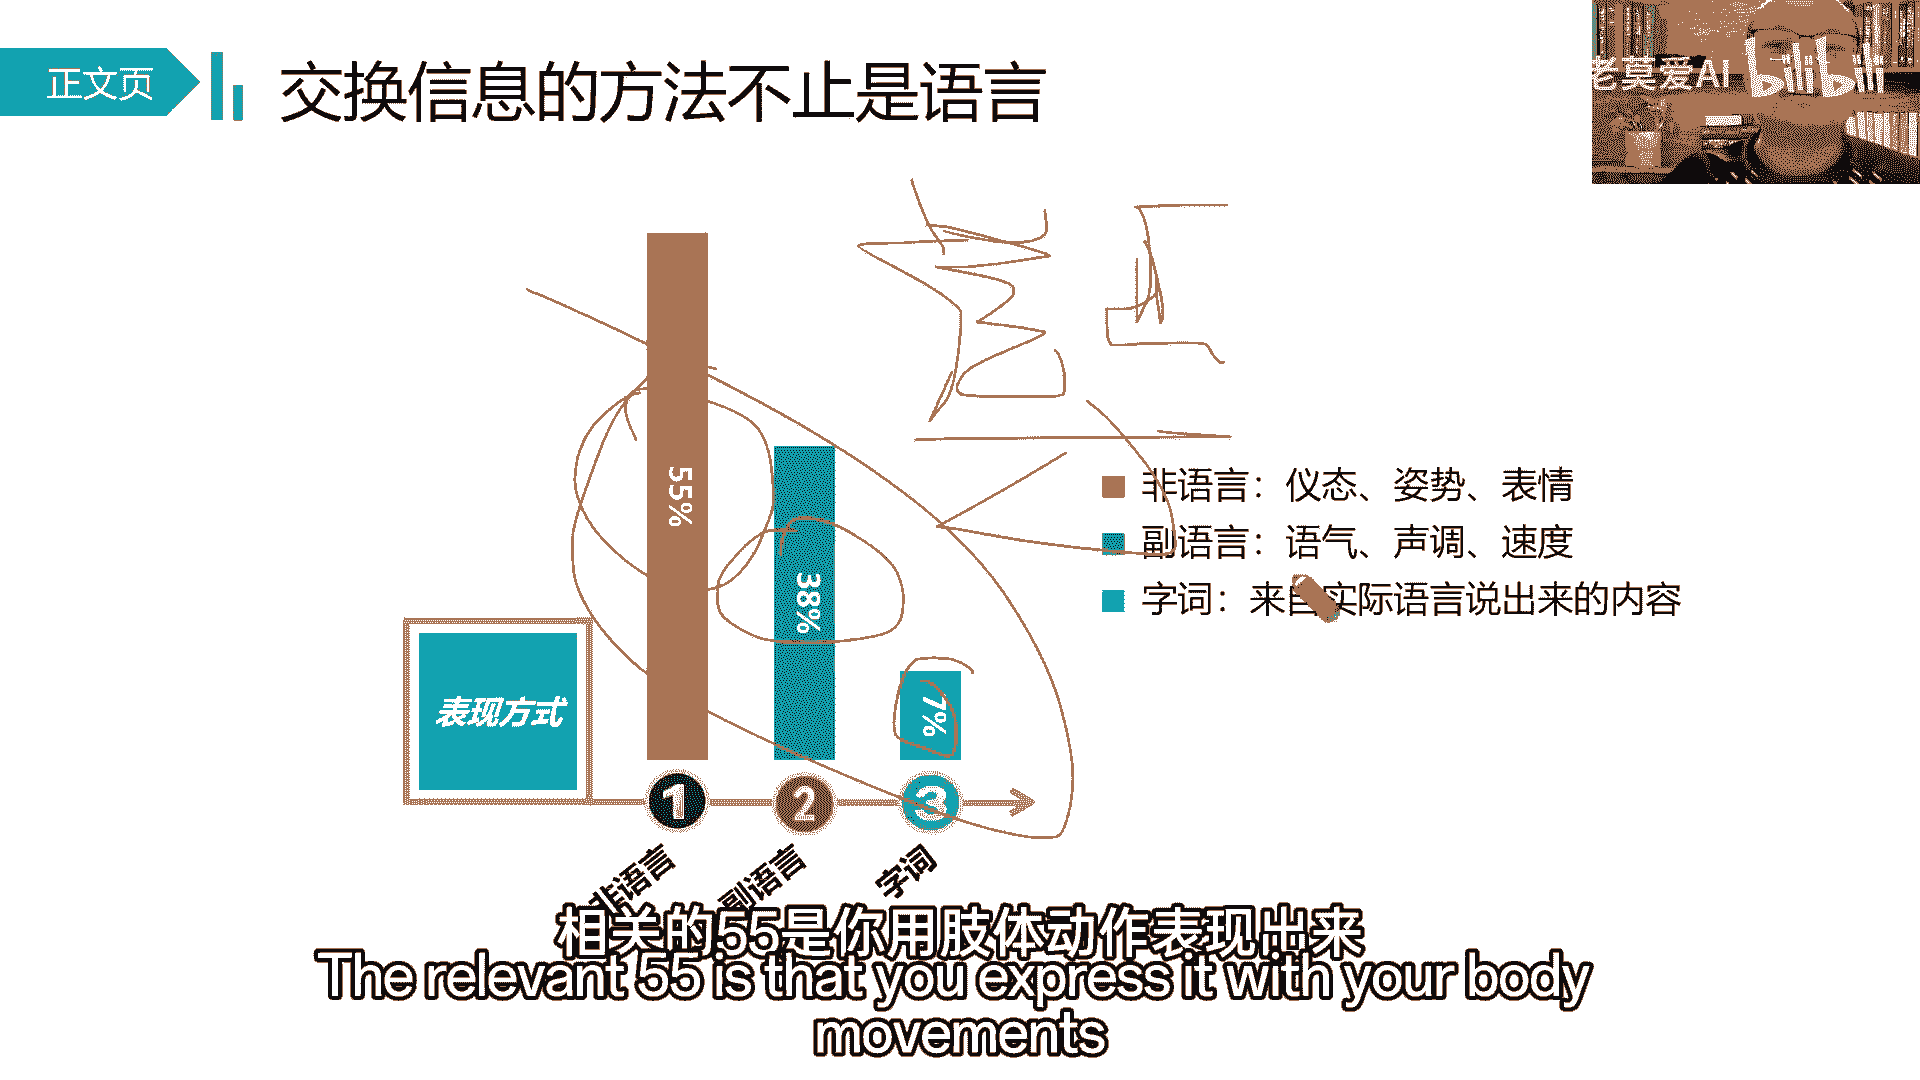 正文页
交换信息的方法不止是语言
老莫爱AI bilibili
55%
38%
7%
非语言：仪态、姿势、表情
副语言：语气、声调、速度
字词：来自实际语言说出来的内容
表现方式
1 2 3
非语言 副语言 字词
相关的55是你用肢体动作表现出来
The relevant 55 is that you express it with your body
movements